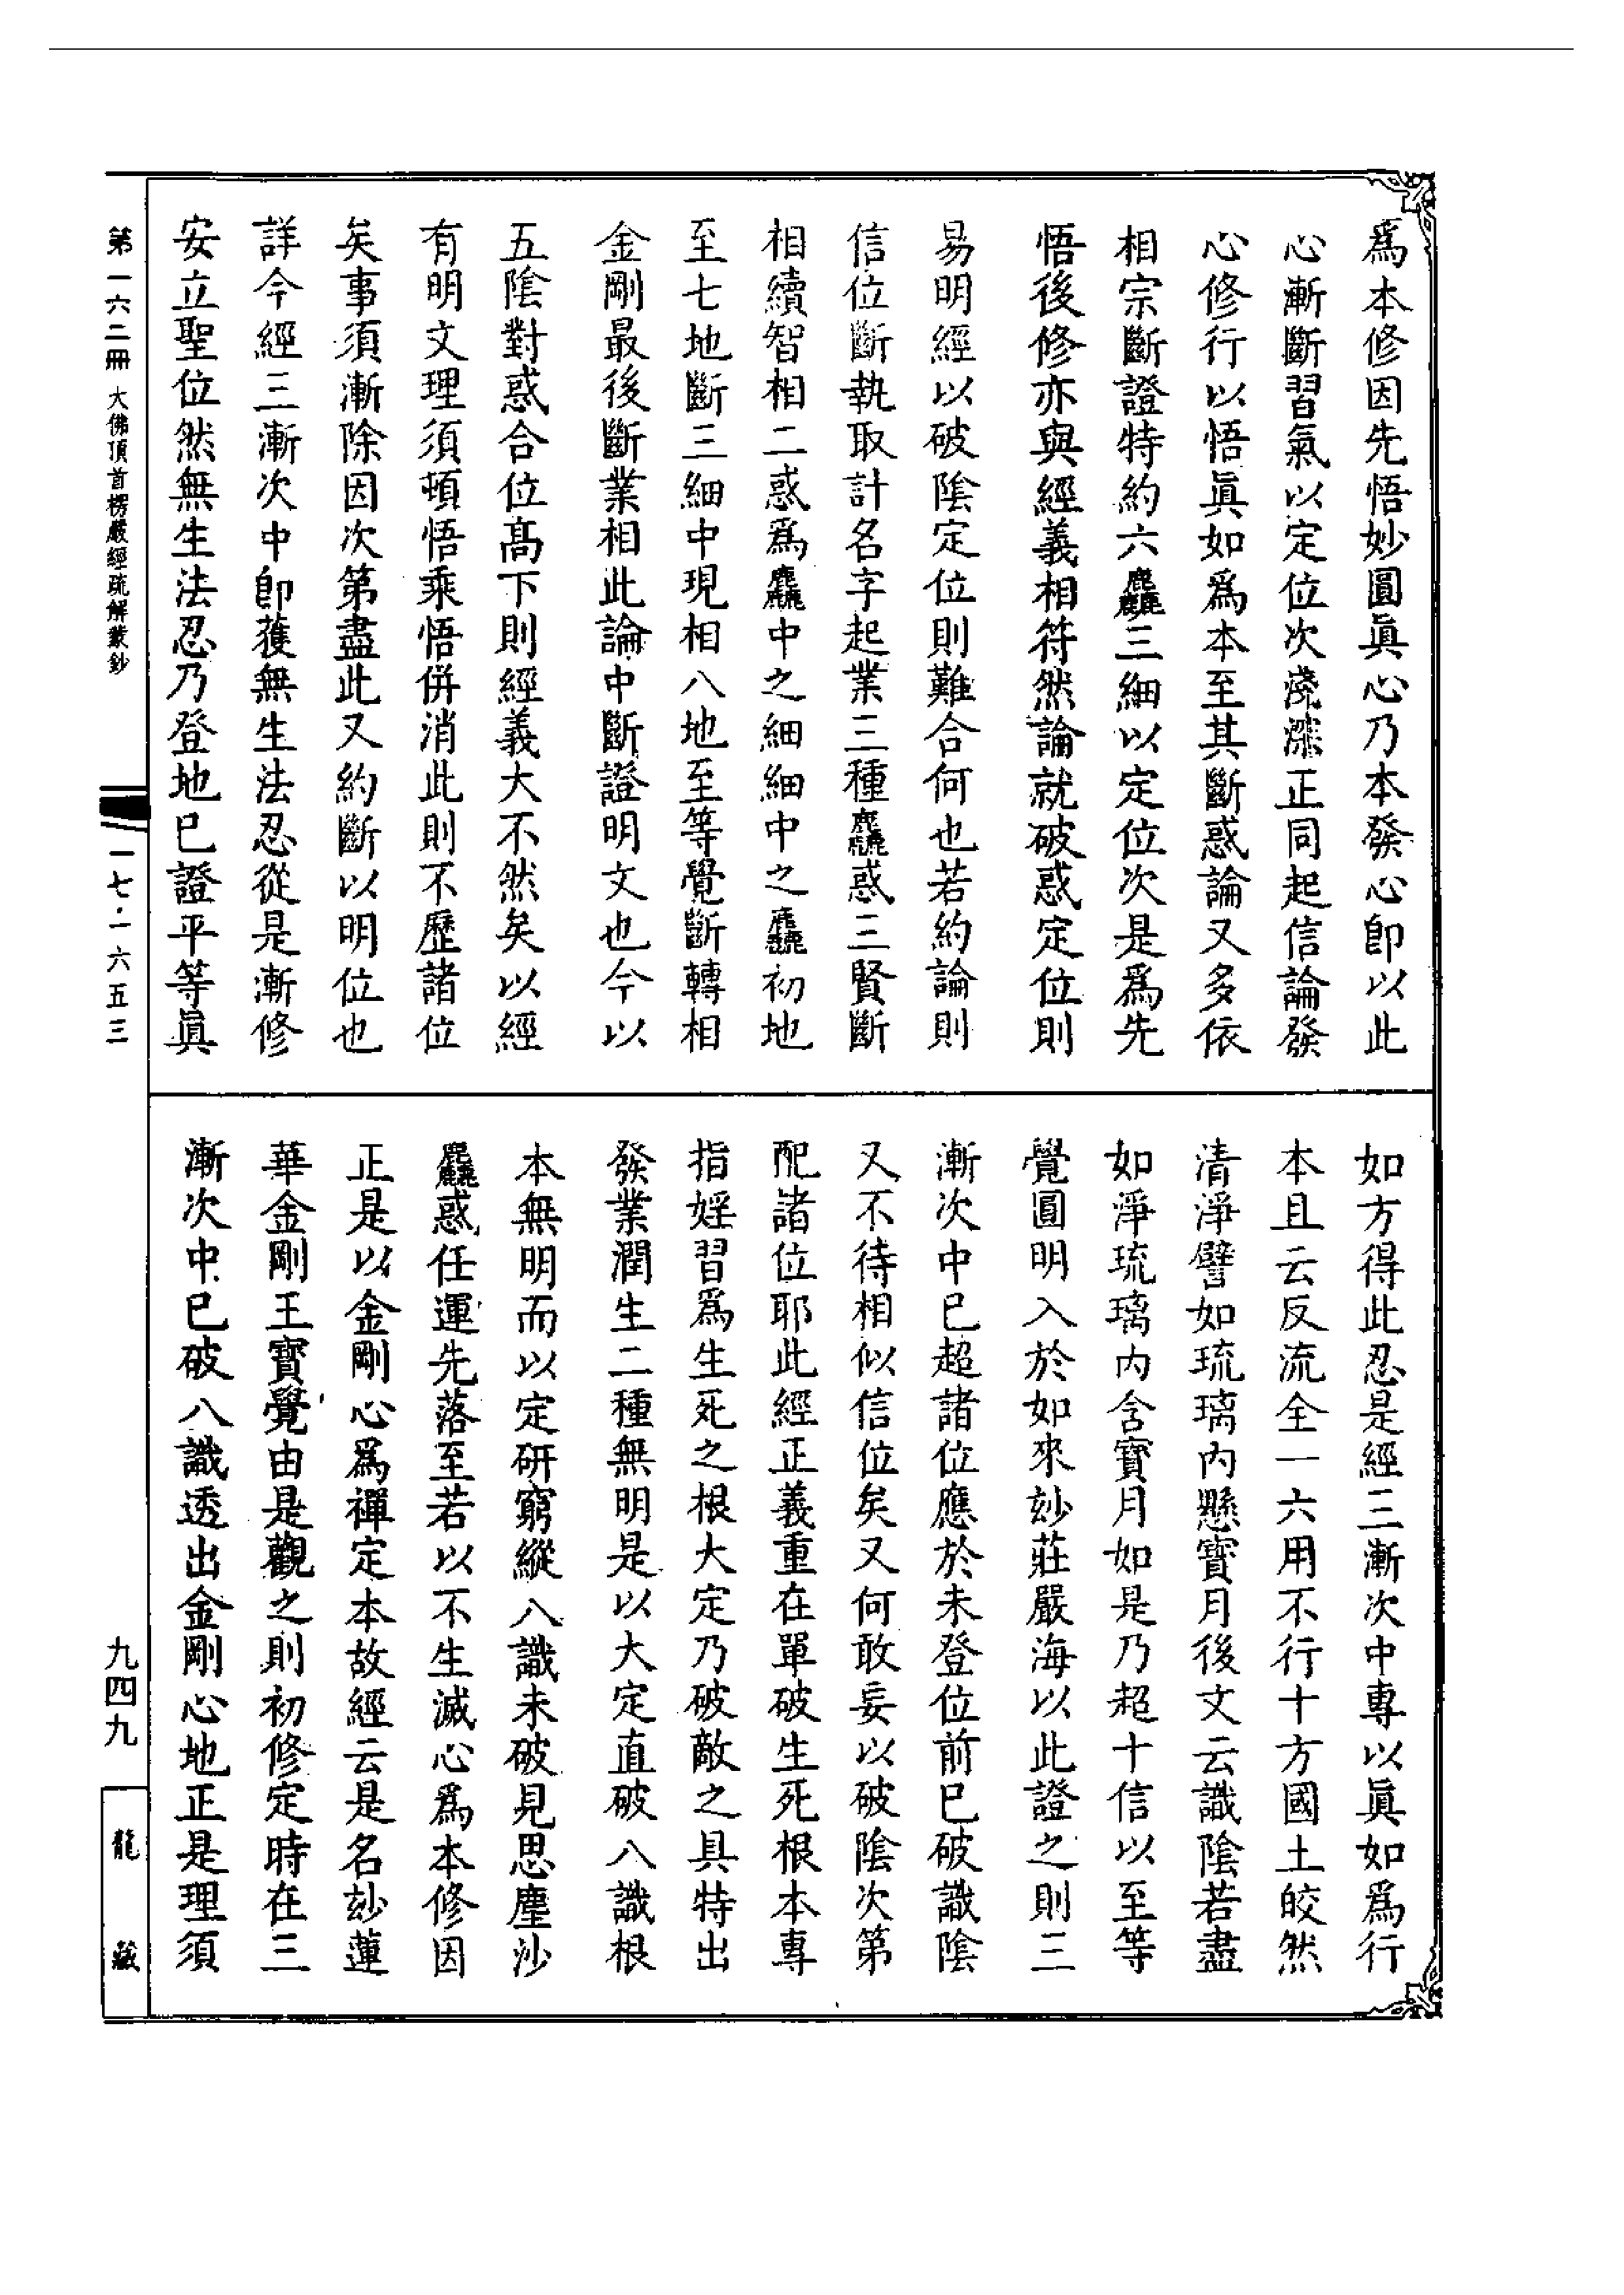 爲本修因先悟妙圓眞心乃本發心卽以此
心漸斷習氣以定位次淺深正同起信論發
心修行以悟眞如爲本至其斷惑論又多依
相宗斷證特約六麤三細以定位次是爲先
悟後修亦與經義相符然論就破惑定位則
易明經以破陰定位則難合何也若約論則
信位斷執取計名字起業三種麤惑三賢斷
相續智相二惑爲麤中之細細中之麤初地
至七地斷三細中現相八地至等覺斷轉相
金剛最後斷業相此論中斷證明文也今以
五陰對惑合位高下則經義大不然矣以經
有明文理須頓悟乘悟併消此則不歷諸位
矣事須漸除因次第盡此又約斷以明位也
詳今經三漸次中卽獲無生法忍從是漸修
安立聖位然無生法忍乃登地已證平等眞
如方得此忍是經三漸次中專以眞如爲行
本且云反流全一六用不行十方國土皎然
清淨譬如琉璃內懸寶月後文云識陰若盡
如淨琉璃內含寶月如是乃超十信以至等
覺圓明入於如來玅莊嚴海以此證之則三
漸次中已超諸位應於未登位前已破識陰
又不待相似信位矣又何敢妄以破陰次第
配諸位耶此經正義重在單破生死根本專
指婬習爲生死之根大定乃破敵之具特出
發業潤生二種無明是以大定直破八識根
本無明而以定研窮縱八識未破見思塵沙
麤惑任運先落至若以不生滅心爲本修因
正是以金剛心爲禪定本故經云是名玅蓮
華金剛王寶覺由是觀之則初修定時在三
漸次中已破八識透出金剛心地正是理須
第一六二冊 大佛頂首楞嚴經疏解蒙鈔
一七·一六五三
九四九
龍藏